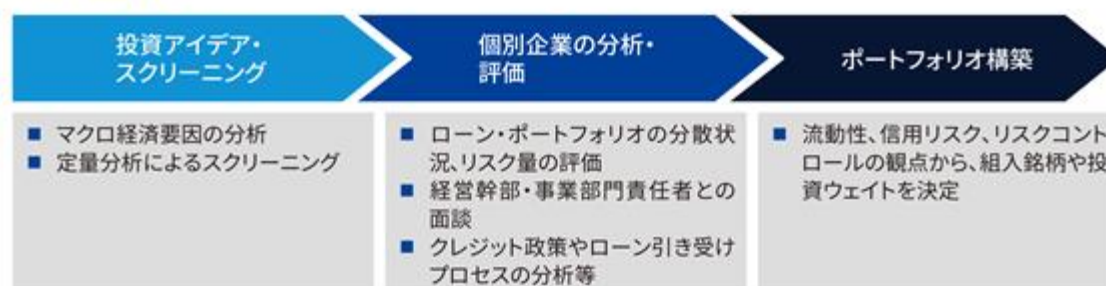 投資アイデア・
スクリーニング
個別企業の分析・
評価
ポートフォリオ構築
■ マクロ経済要因の分析
■ 定量分析によるスクリーニング
■ ローン・ポートフォリオの分散状
況、リスク量の評価
■ 経営幹部・事業部門責任者との
面談
■ クレジット政策やローン引き受け
プロセスの分析等
■ 流動性、信用リスク、リスクコント
ロールの観点から、組入銘柄や投
資ウェイトを決定